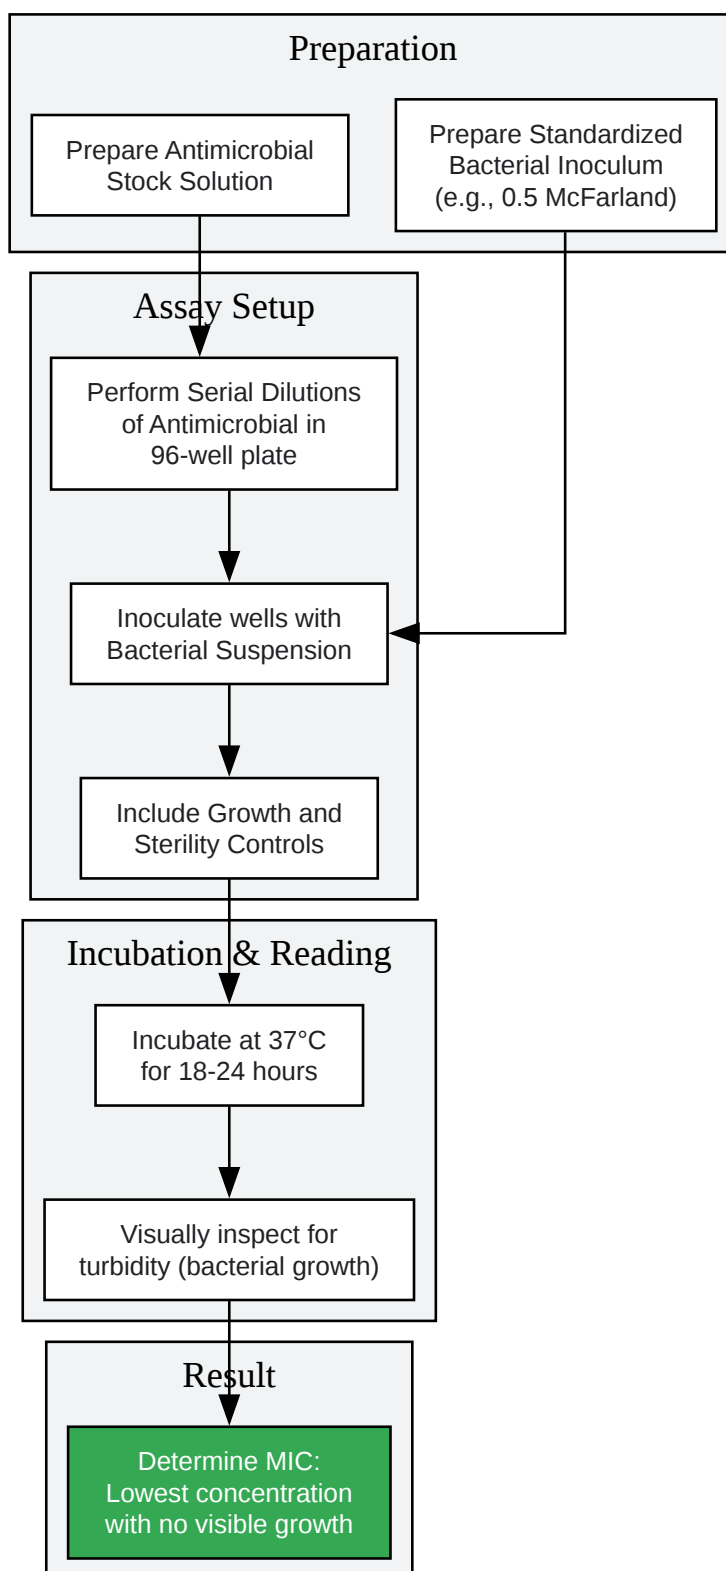 Preparation
Prepare Antimicrobial
Stock Solution
Prepare Standardized
Bacterial Inoculum
(e.g., 0.5 McFarland)
Assay Setup
Perform Serial Dilutions
of Antimicrobial in
96-well plate
Inoculate wells with
Bacterial Suspension
Include Growth and
Sterility Controls
Incubation & Reading
Incubate at 37°C
for 18-24 hours
Visually inspect for
turbidity (bacterial growth)
Result
Determine MIC:
Lowest concentration
with no visible growth